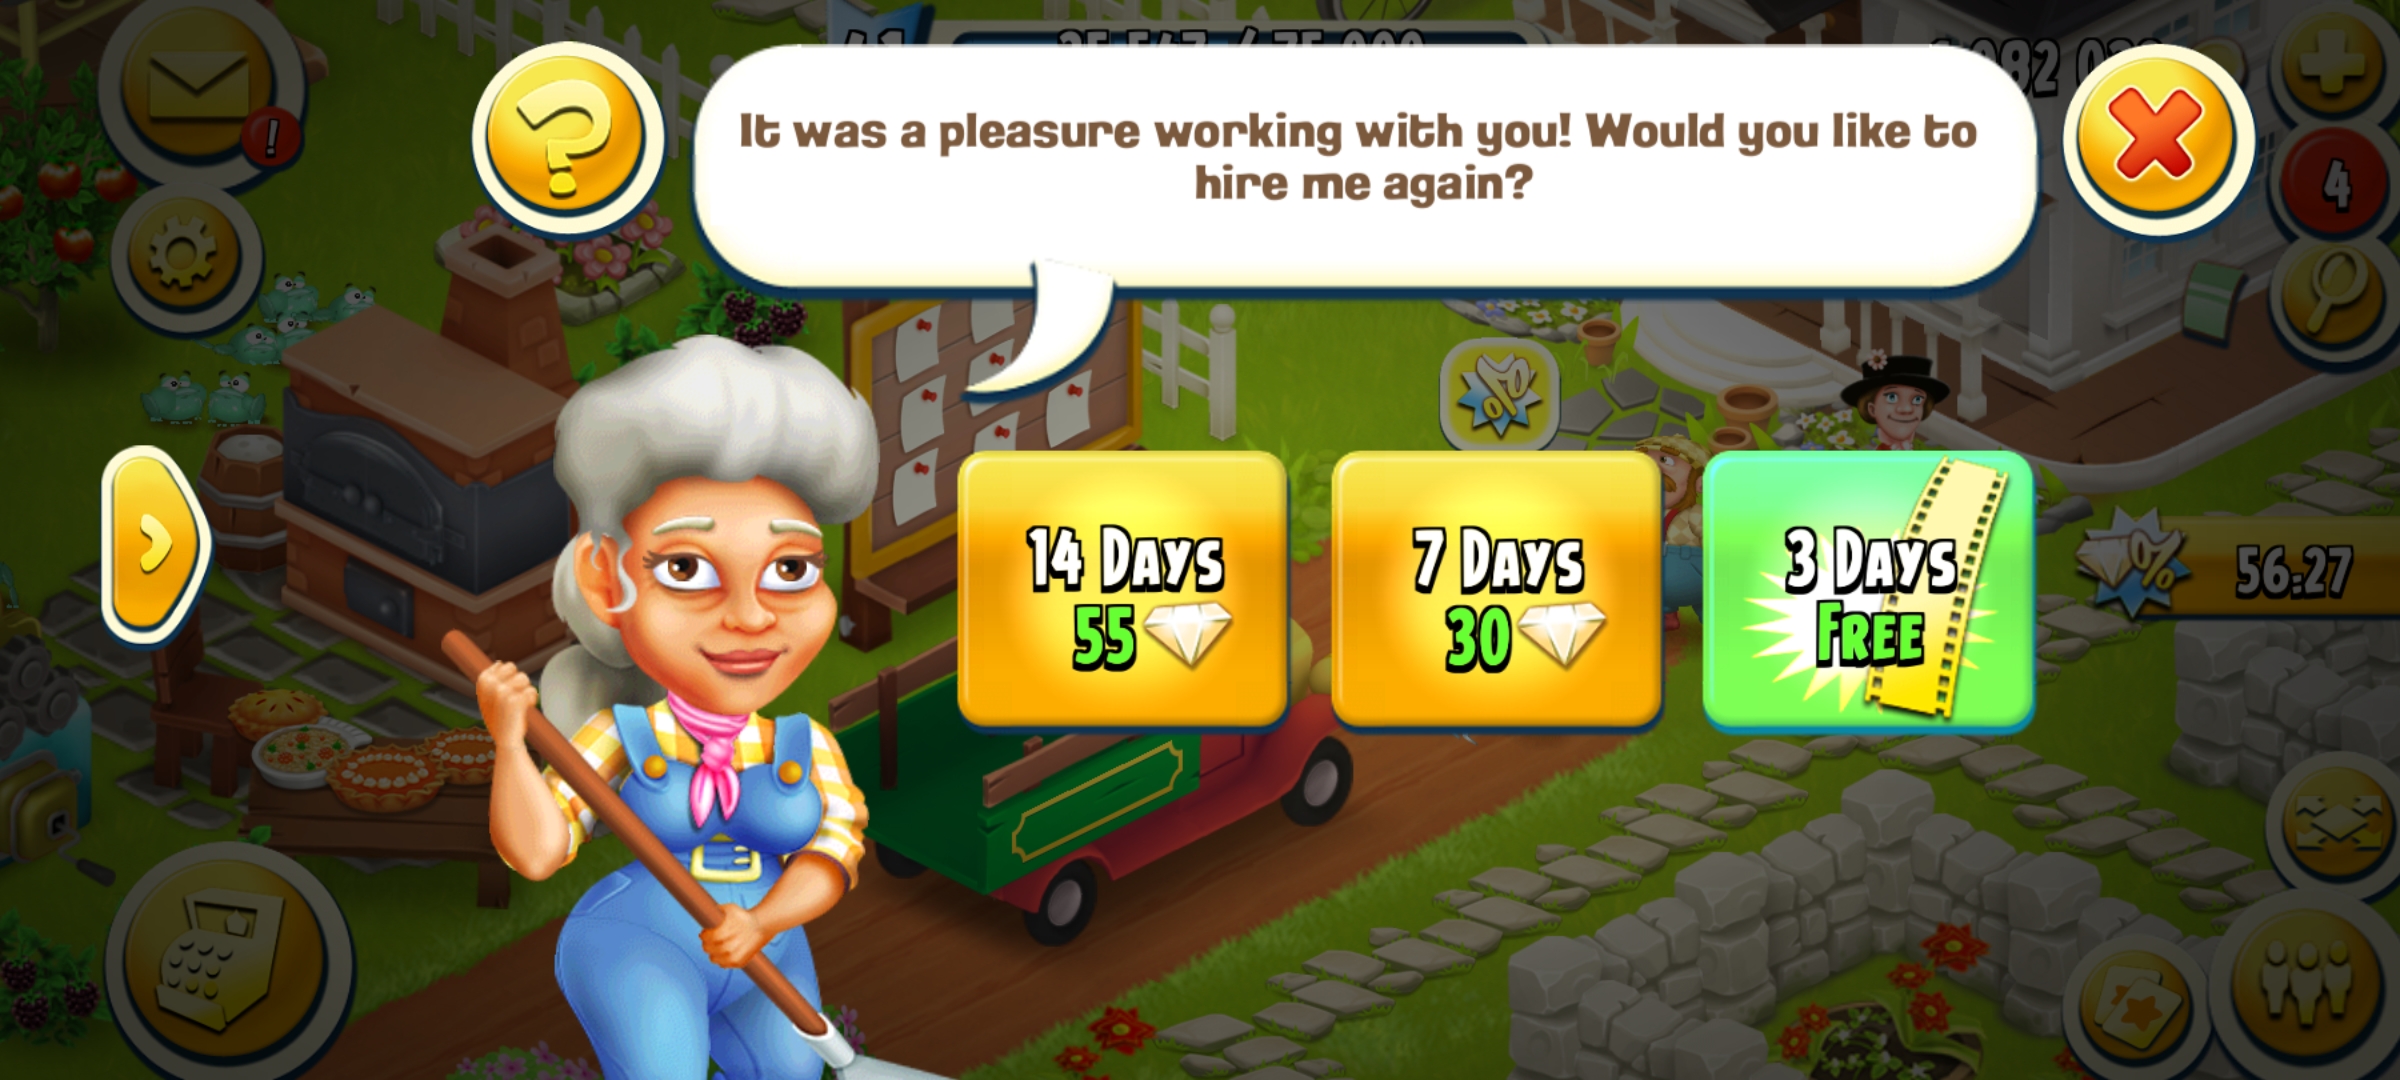 It was a pleasure working with you! Would you like to
hire me again?
14 Days
55
7 Days
30
3 Days
Free
4
56:27